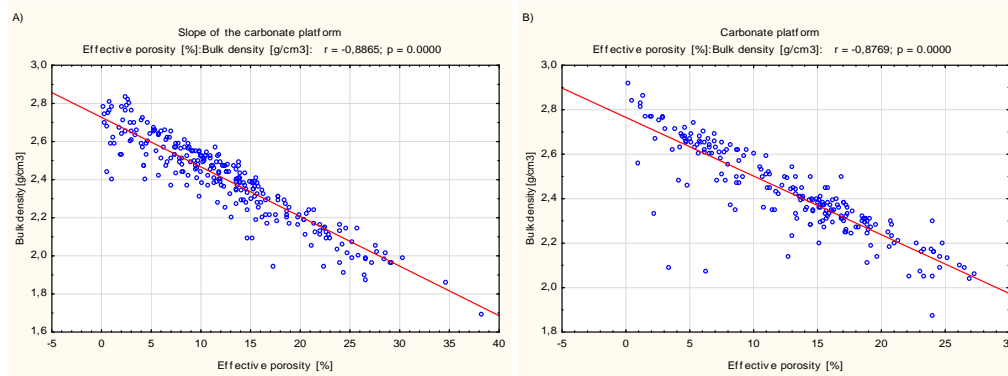 A)
Slope of the carbonate platform
Effective porosity [%]:Bulk density [g/cm3]: r = -0,8865; p = 0.0000
3,0
2,8
2,6
2,4
2,2
2,0
1,8
1,6
Bulk density [g/cm3]
-5 0 5 10 15 20 25 30 35 40
Effective porosity [%]
B)
Carbonate platform
Effective porosity [%]:Bulk density [g/cm3]: r = -0,8769; p = 0.0000
3,0
2,8
2,6
2,4
2,2
2,0
1,8
Bulk density [g/cm3]
-5 0 5 10 15 20 25 30
Effective porosity [%]